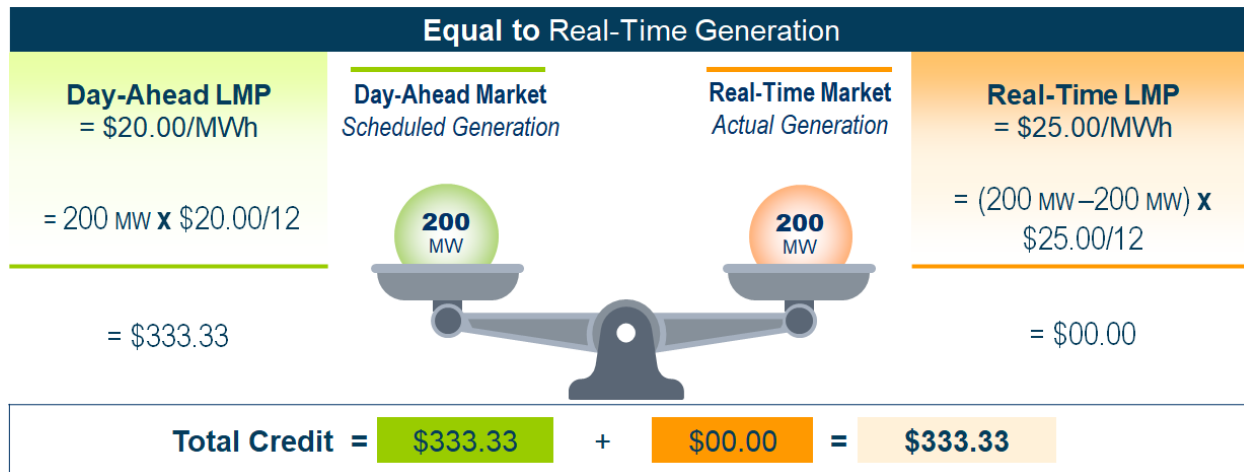 Equal to Real-Time Generation
Day-Ahead LMP
= $20.00/MWh
= 200 MW x $20.00/12
= $333.33
Day-Ahead Market
Scheduled Generation
200
MW
Real-Time Market
Actual Generation
200
MW
Real-Time LMP
= $25.00/MWh
= (200 MW –200 MW) x
$25.00/12
= $00.00
Total Credit = $333.33 + $00.00 = $333.33